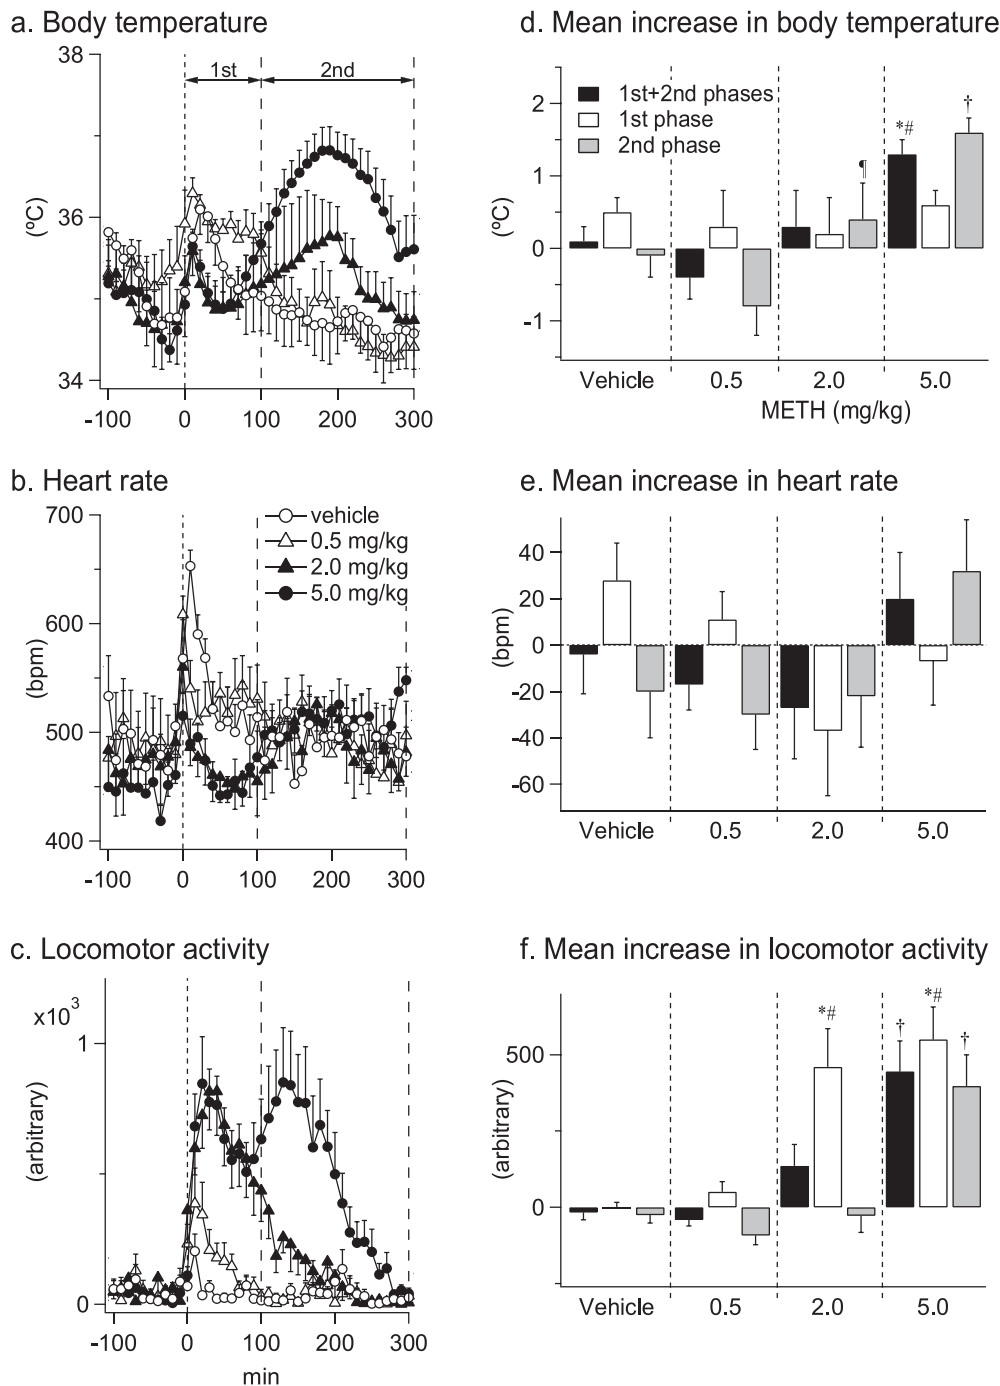 a. Body temperature
38
1st
2nd
36
(ºC)
34
-100 0 100 200 300
d. Mean increase in body temperature
1st+2nd phases
1st phase
2nd phase
2
1
0
-1
(ºC)
*#
†
¶
Vehicle 0.5 2.0 5.0
METH (mg/kg)
b. Heart rate
700
600
500
400
(bpm)
vehicle
0.5 mg/kg
2.0 mg/kg
5.0 mg/kg
-100 0 100 200 300
e. Mean increase in heart rate
40
20
0
-20
-40
-60
(bpm)
Vehicle 0.5 2.0 5.0
c. Locomotor activity
x10³
1
0
(arbitrary)
-100 0 100 200 300
min
f. Mean increase in locomotor activity
500
0
(arbitrary)
*#
†
*#
†
Vehicle 0.5 2.0 5.0